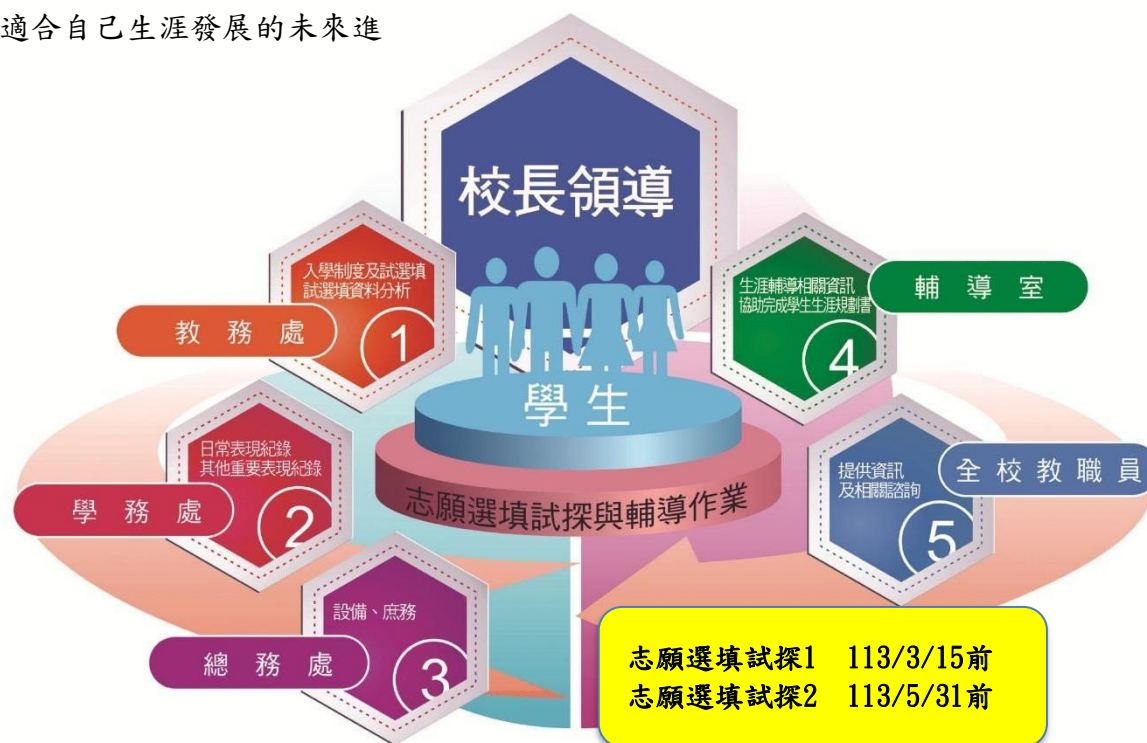 適合自己生涯發展的未來進
校長領導
入學制度及試選填
試選填資料分析
教務處
1
生涯輔導相關資訊
協助完成學生生涯規劃書
輔導室
4
學生
志願選填試探與輔導作業
日常表現紀錄
其他重要表現紀錄
學務處
2
提供資訊
及相關諮詢
全校教職員
5
設備、庶務
總務處
3
志願選填試探1 113/3/15前
志願選填試探2 113/5/31前